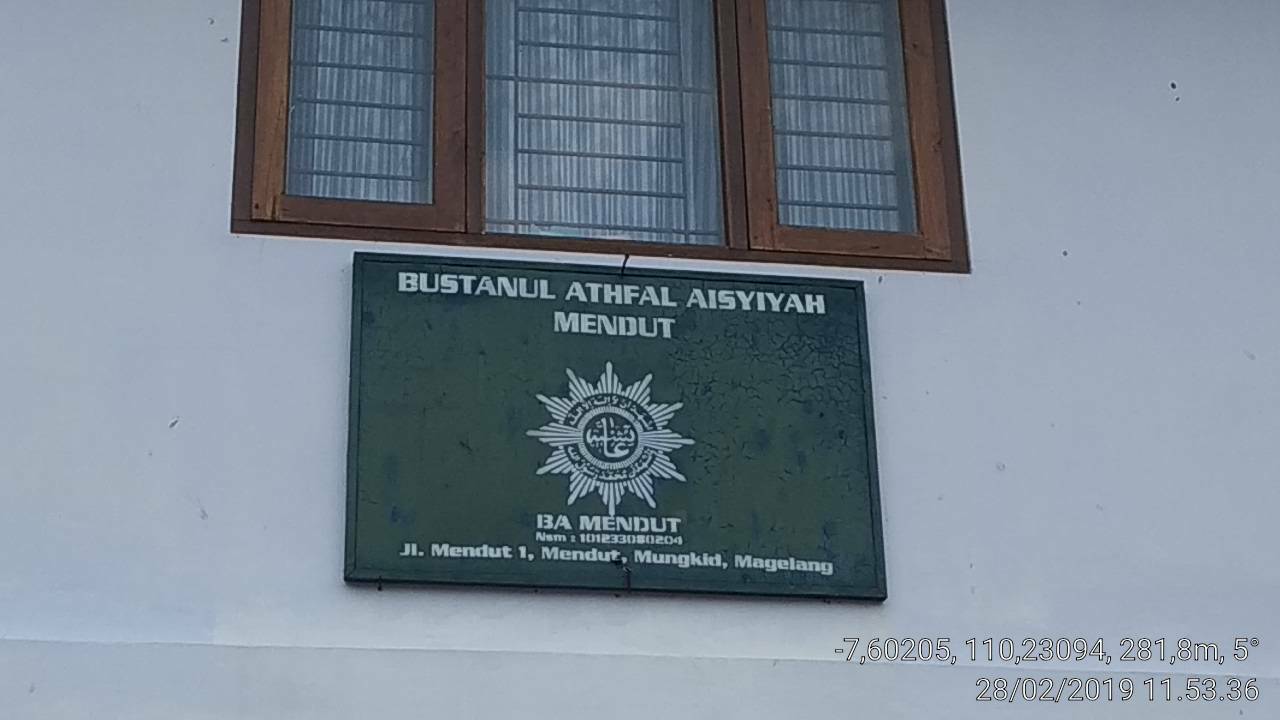 BUSTANUL ATHFAL AISYIYAH
MENDUT
عائشية
BA MENDUT
Nsm : 101233080204
Jl. Mendut 1, Mendut, Mungkid, Magelang
-7,60205, 110,23094, 281,8m, 5°
28/02/2019 11.53.36